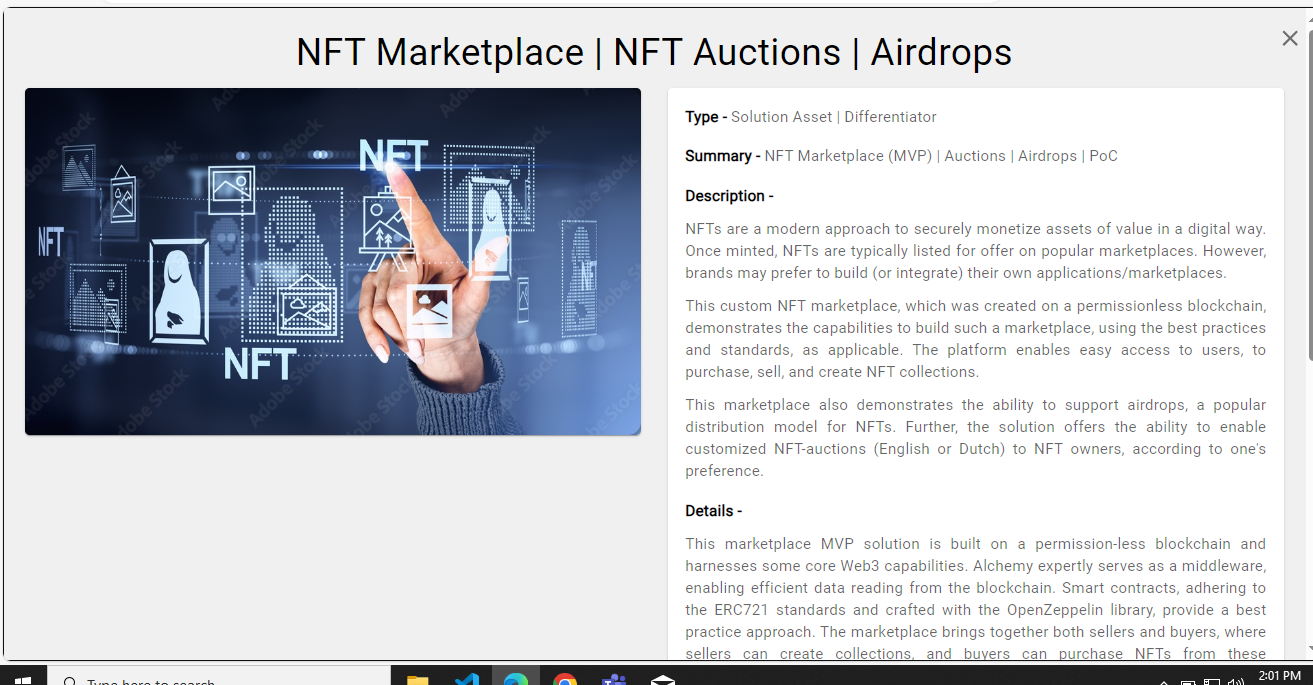 NFT Marketplace | NFT Auctions | Airdrops
NFT
NFT
NFT
NFT
Adobe Stock
Adobe Stock
Adobe Stock
Adobe Stock
Type - Solution Asset | Differentiator
Summary - NFT Marketplace (MVP) | Auctions | Airdrops | PoC
Description -
NFTs are a modern approach to securely monetize assets of value in a digital way.
Once minted, NFTs are typically listed for offer on popular marketplaces. However,
brands may prefer to build (or integrate) their own applications/marketplaces.
This custom NFT marketplace, which was created on a permissionless blockchain,
demonstrates the capabilities to build such a marketplace, using the best practices
and standards, as applicable. The platform enables easy access to users, to
purchase, sell, and create NFT collections.
This marketplace also demonstrates the ability to support airdrops, a popular
distribution model for NFTs. Further, the solution offers the ability to enable
customized NFT-auctions (English or Dutch) to NFT owners, according to one's
preference.
Details -
This marketplace MVP solution is built on a permission-less blockchain and
harnesses some core Web3 capabilities. Alchemy expertly serves as a middleware,
enabling efficient data reading from the blockchain. Smart contracts, adhering to
the ERC721 standards and crafted with the OpenZeppelin library, provide a best
practice approach. The marketplace brings together both sellers and buyers, where
sellers can create collections, and buyers can purchase NFTs from these
Type here to search
2:01 PM